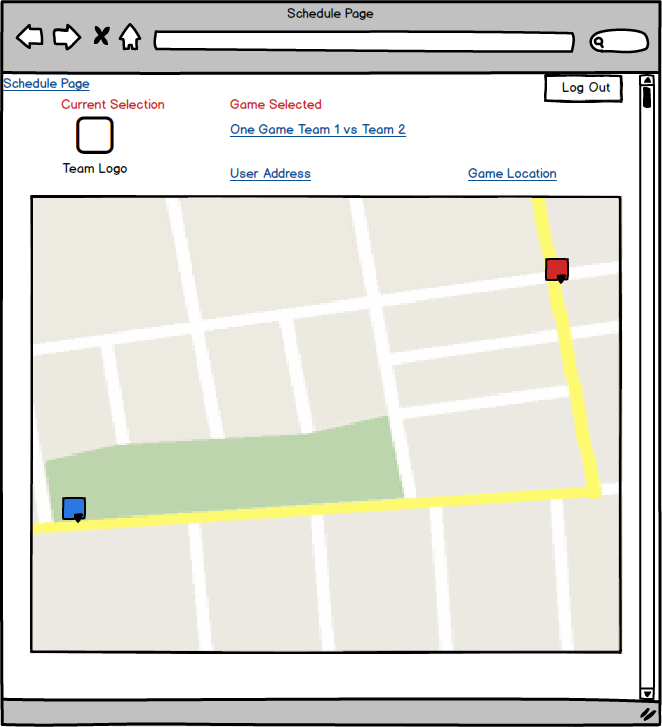 Schedule Page
Schedule Page
Log Out
Current Selection
Game Selected
One Game Team 1 vs Team 2
Team Logo
User Address
Game Location